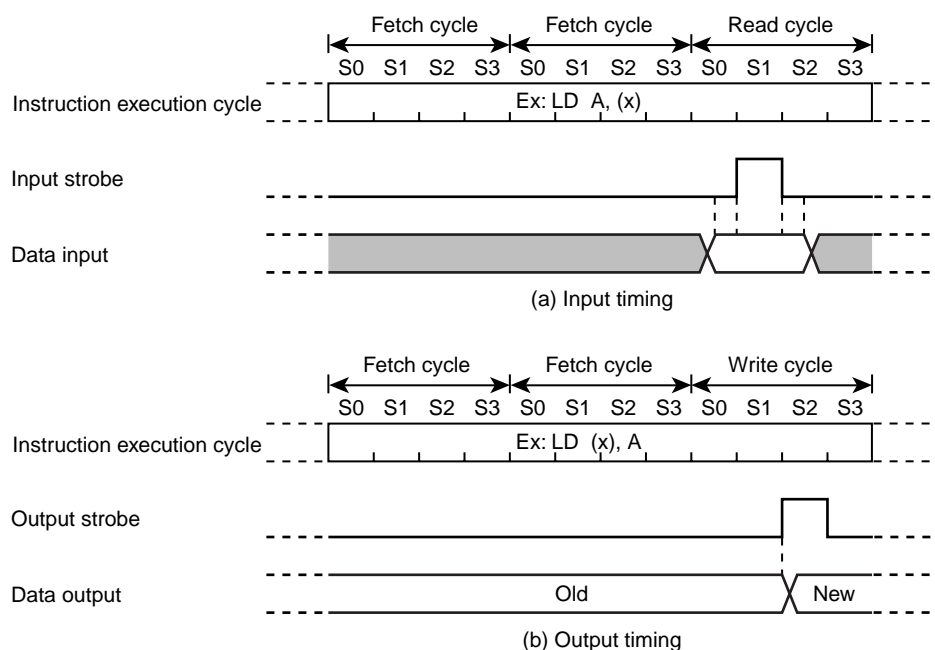 Fetch cycle Fetch cycle Read cycle
S0 S1 S2 S3 S0 S1 S2 S3 S0 S1 S2 S3
Instruction execution cycle Ex: LD A, (x)
Input strobe
Data input
(a) Input timing
Fetch cycle Fetch cycle Write cycle
S0 S1 S2 S3 S0 S1 S2 S3 S0 S1 S2 S3
Instruction execution cycle Ex: LD (x), A
Output strobe
Data output Old New
(b) Output timing